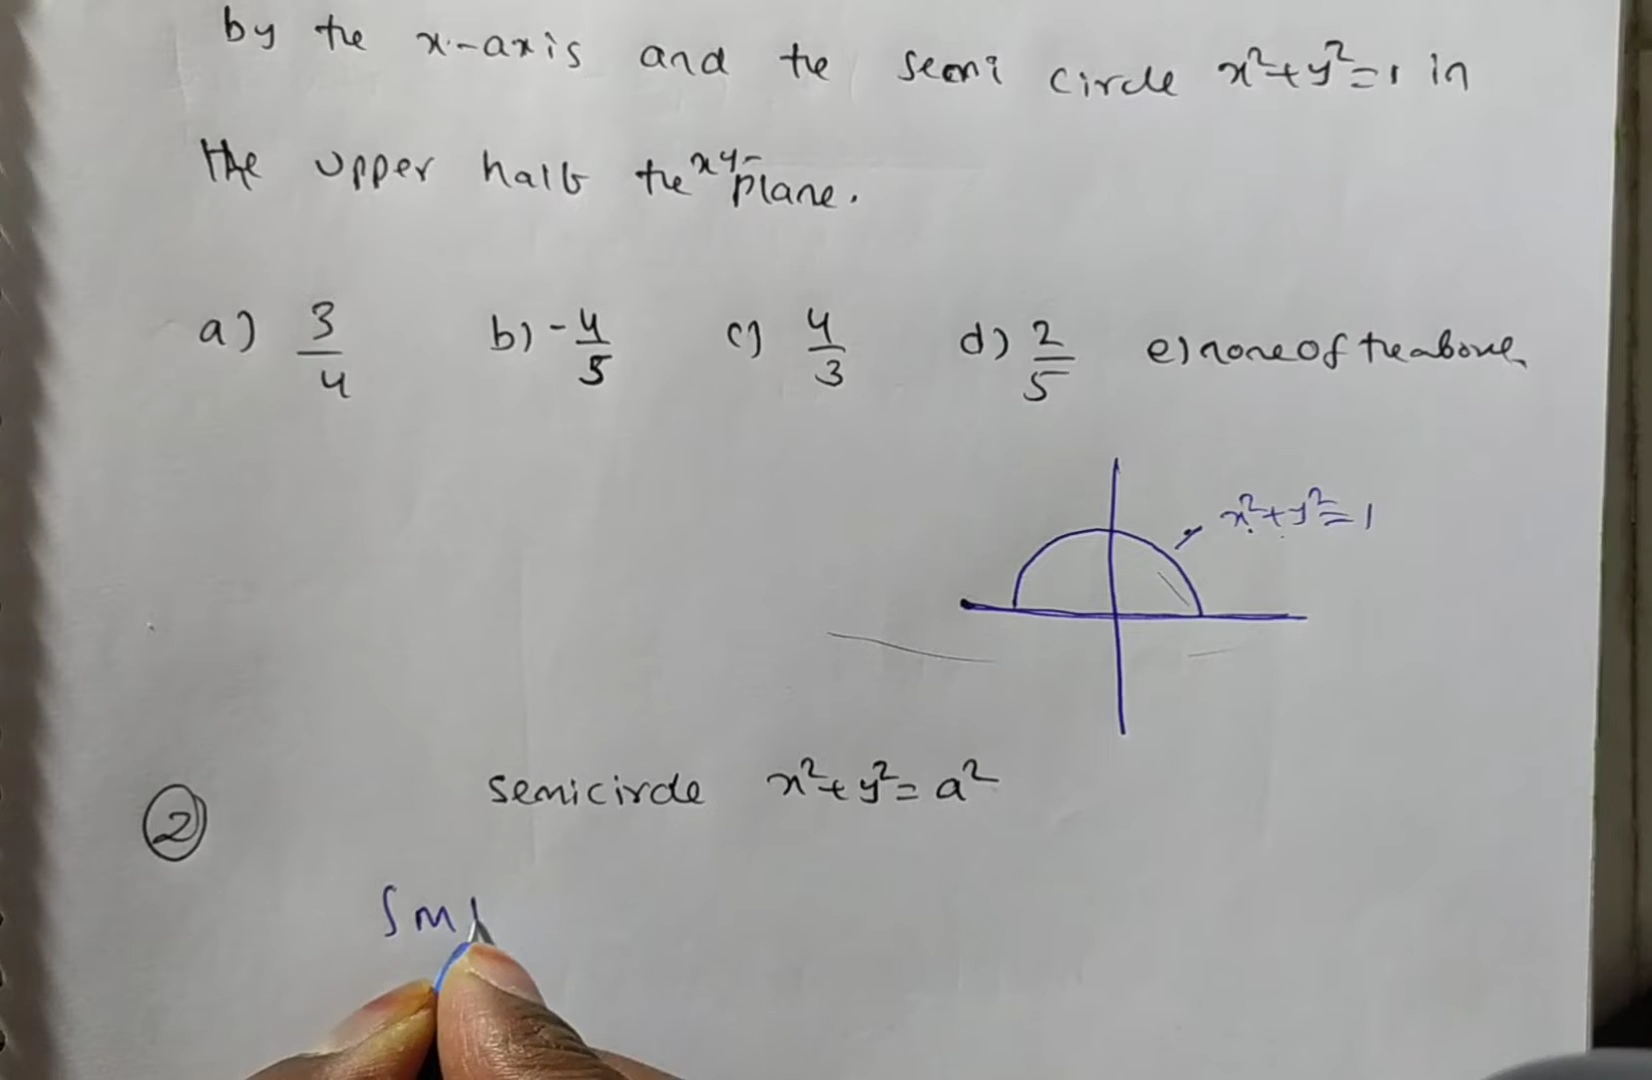 by the x-axis and the semi circle x²+y²=1 in
the upper half the xy-plane.
a) 3/4 b) -4/5 c) 4/3 d) 2/5 e) none of the above
x²+y²=1
semicircle x²+y²=a²
2
∫M